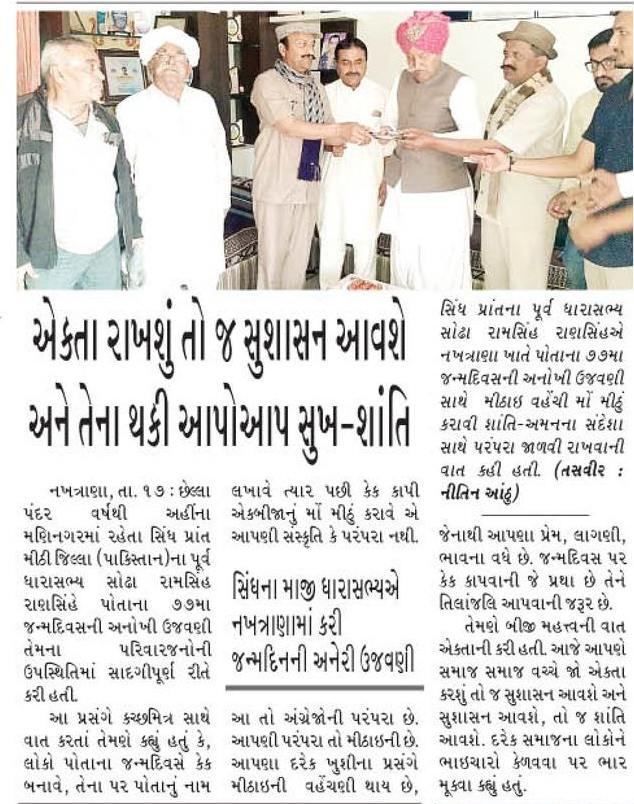 એકતા રાખશું તો જ સુશાસન આવશે
અને તેના થકી આપોઆપ સુખ-શાંતિ
સિંધ પ્રાંતના પૂર્વ ધારાસભ્ય
સોઢા રામસિંહ રાણસિંહએ
નખત્રાણા ખાતે પોતાના ૭૭મા
જન્મદિવસની અનોખી ઉજવણી
સાથે મીઠાઇ વહેંચી મોં મીઠું
કરાવી શાંતિ-અમનના સંદેશા
સાથે પરંપરા જાળવી રાખવાની
વાત કહી હતી. (તસવીર :
નીતિન આંઠુ)
નખત્રાણા, તા. ૧૭ : છેલ્લા
પંદર વર્ષથી અહીંના
મણિનગરમાં રહેતા સિંધ પ્રાંત
મીઠી જિલ્લા (પાકિસ્તાન)ના પૂર્વ
ધારાસભ્ય સોઢા રામસિંહ
રાણસિંહે પોતાના ૭૭મા
જન્મદિવસની અનોખી ઉજવણી
તેમના પરિવારજનોની
ઉપસ્થિતિમાં સાદગીપૂર્ણ રીતે
કરી હતી.
આ પ્રસંગે કચ્છમિત્ર સાથે
વાત કરતાં તેમણે ક્હ્યું હતું કે,
લોકો પોતાના જન્મદિવસે કેક
બનાવે, તેના પર પોતાનું નામ
લખાવે ત્યાર પછી કેક કાપી
એકબીજાનું મોં મીઠું કરાવે એ
આપણી સંસ્કૃતિ કે પરંપરા નથી.
સિંધના માજી ધારાસભ્યએ
નખત્રાણામાં કરી
જન્મદિનની અનેરી ઉજવણી
આ તો અંગ્રેજોની પરંપરા છે.
આપણી પરંપરા તો મીઠાઇની છે.
આપણા દરેક ખુશીના પ્રસંગે
મીઠાઇની વહેંચણી થાય છે,
જેનાથી આપણા પ્રેમ, લાગણી,
ભાવના વધે છે. જન્મદિવસ પર
કેક કાપવાની જે પ્રથા છે તેને
તિલાંજલિ આપવાની જરૂર છે.
તેમણે બીજી મહત્ત્વની વાત
એકતાની કરી હતી. આજે આપણે
સમાજ સમાજ વચ્ચે જો એકતા
કરશું તો જ સુશાસન આવશે અને
સુશાસન આવશે, તો જ શાંતિ
આવશે. દરેક સમાજના લોકોને
ભાઇચારો કેળવવા પર ભાર
મૂકવા કહ્યું હતું.